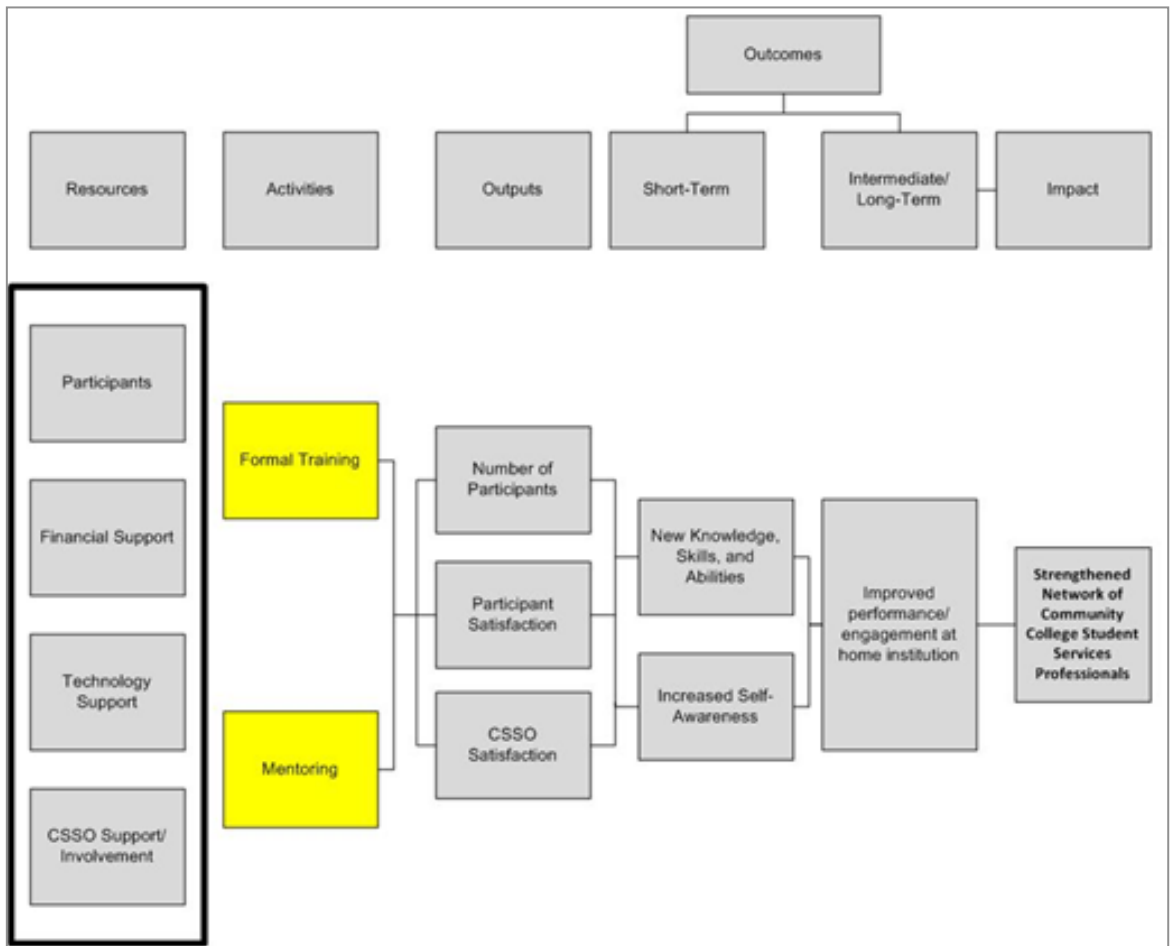 Outcomes
Resources
Activities
Outputs
Short-Term
Intermediate/
Long-Term
Impact
Participants
Financial Support
Technology
Support
CSSO Support/
Involvement
Formal Training
Mentoring
Number of
Participants
Participant
Satisfaction
CSSO
Satisfaction
New Knowledge,
Skills, and
Abilities
Increased Self-
Awareness
Improved
performance/
engagement at
home institution
Strengthened
Network of
Community
College Student
Services
Professionals